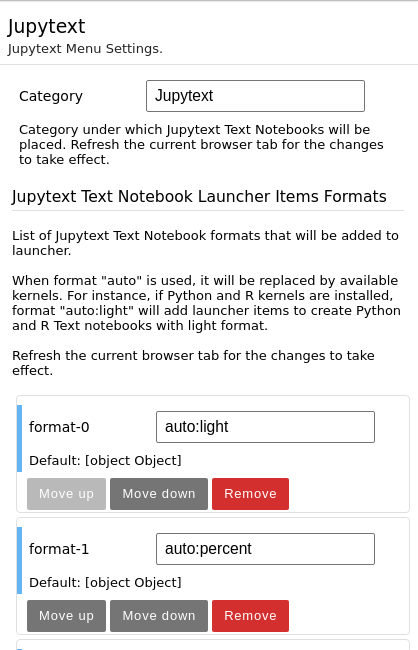 Jupytext
Jupytext Menu Settings.
Category
Jupytext
Category under which Jupytext Text Notebooks will be
placed. Refresh the current browser tab for the changes
to take effect.
Jupytext Text Notebook Launcher Items Formats
List of Jupytext Text Notebook formats that will be added to
launcher.
When format "auto" is used, it will be replaced by available
kernels. For instance, if Python and R kernels are installed,
format "auto:light" will add launcher items to create Python
and R Text notebooks with light format.
Refresh the current browser tab for the changes to take
effect.
format-0
auto:light
Default: [object Object]
Move up Move down Remove
format-1
auto:percent
Default: [object Object]
Move up Move down Remove